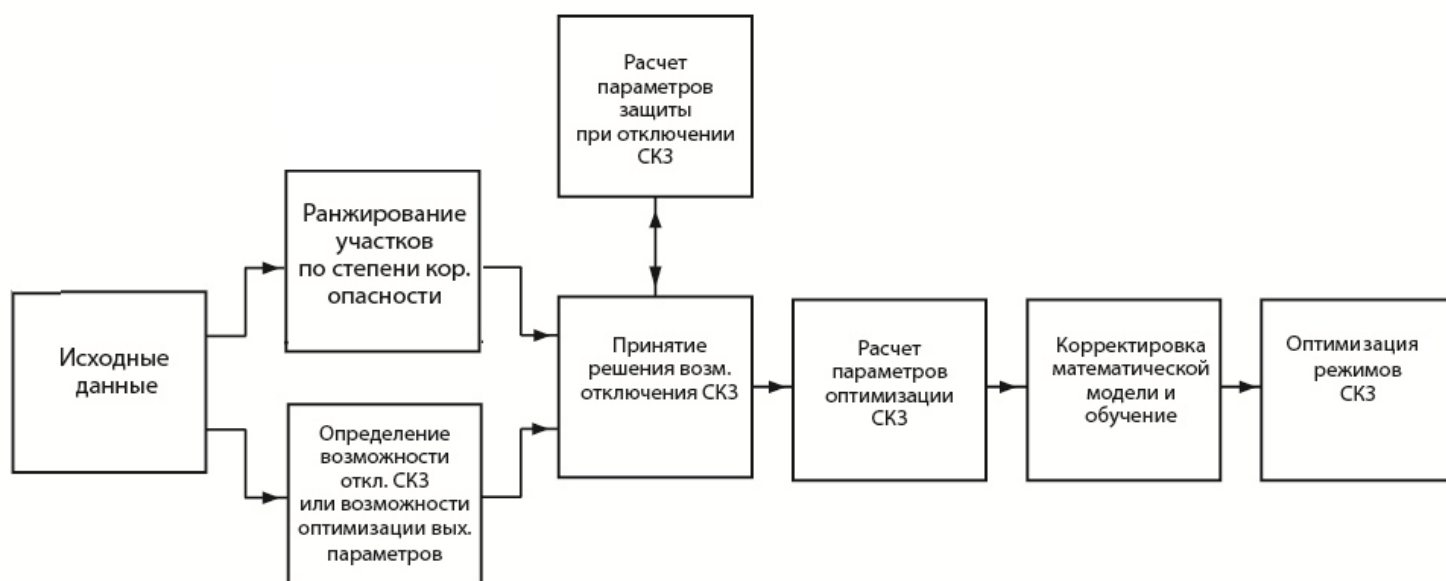 Исходные
данные
Ранжирование
участков
по степени кор.
опасности
Определение
возможности
откл. СКЗ
или возможности
оптимизации вых.
параметров
Расчет
параметров
защиты
при отключении
СКЗ
Принятие
решения возм.
отключения СКЗ
Расчет
параметров
оптимизации
СКЗ
Корректировка
математической
модели и
обучение
Оптимизация
режимов
СКЗ